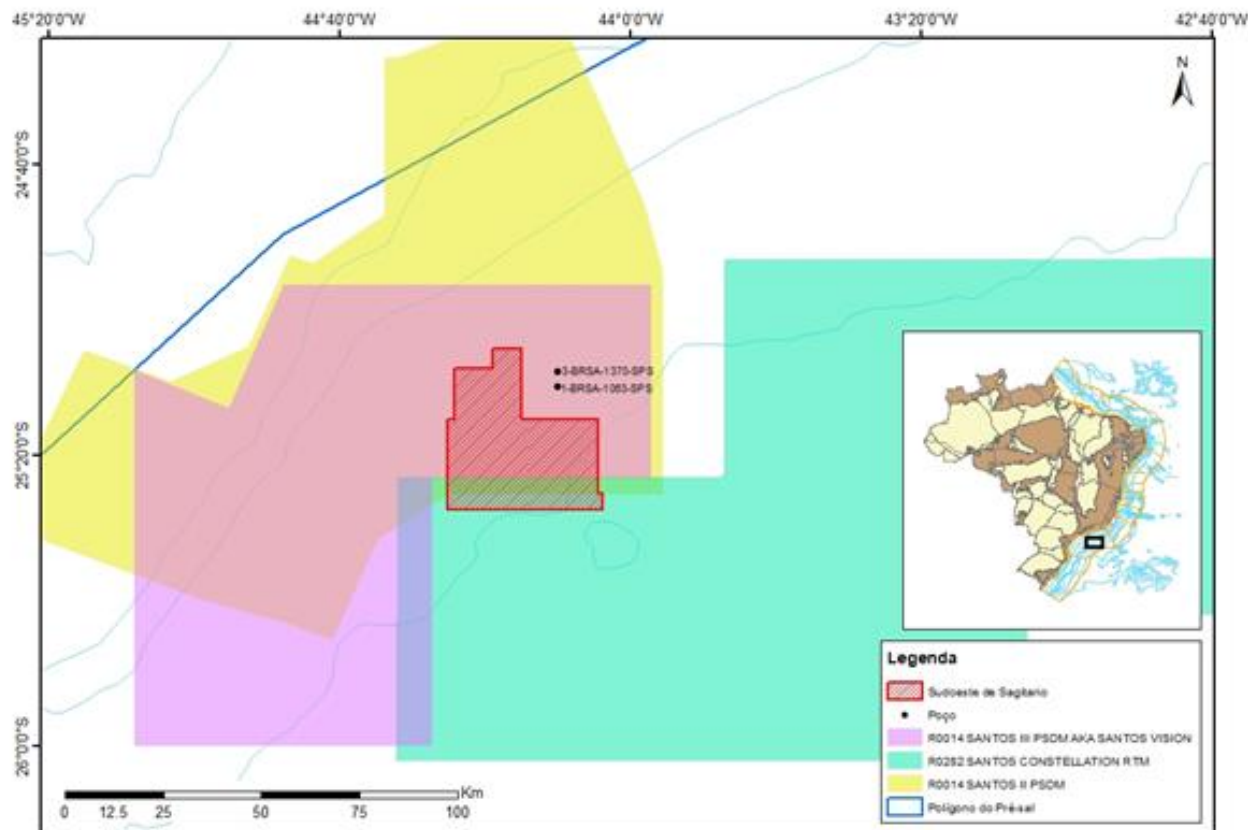 45°20'0"W
44°40'0"W
44°0'0"W
43°20'0"W
42°40'0"W
N
24°40'0"S
3-BRSA-1370-SPS
1-BRSA-1063-SPS
25°20'0"S
26°0'0"S
Legenda
Sudoeste de Sagitario
Poço
R0014 SANTOS III PSDM AKA SANTOS VISION
R0282 SANTOS CONSTELLATION RTM
R0014 SANTOS II PSDM
Polígono do Pré-sal
Km
0 12.5 25 50 75 100